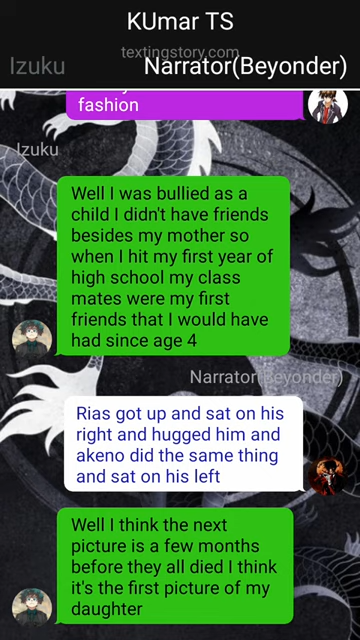 KUmar TS
textingstory.com
Izuku
Narrator(Beyonder)
fashion
Izuku
Well I was bullied as a
child I didn't have friends
besides my mother so
when I hit my first year of
high school my class
mates were my first
friends that I would have
had since age 4
Narrator(Beyonder)
Rias got up and sat on his
right and hugged him and
akeno did the same thing
and sat on his left
Well I think the next
picture is a few months
before they all died I think
it's the first picture of my
daughter